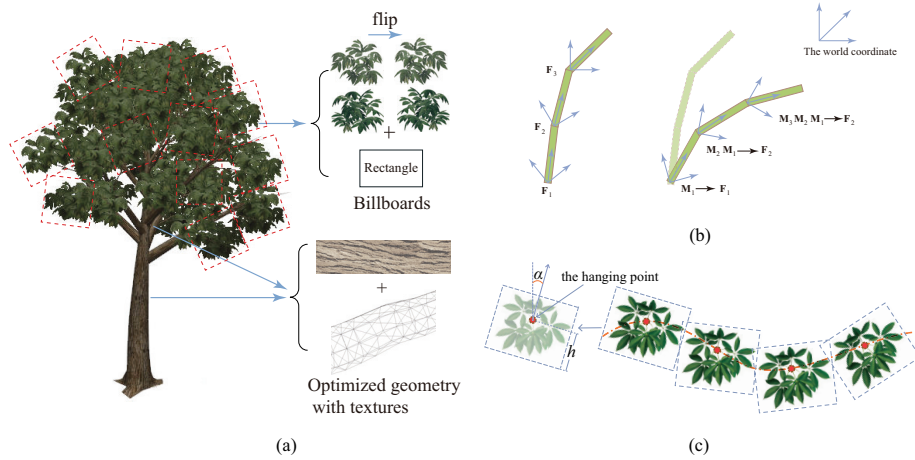 flip
+
Rectangle
Billboards
+
Optimized geometry
with textures
(a)
The world coordinate
F₃
F₂
F₁
M₃ M₂ M₁ → F₂
M₂ M₁ → F₂
M₁ → F₁
(b)
α
the hanging point
h
(c)